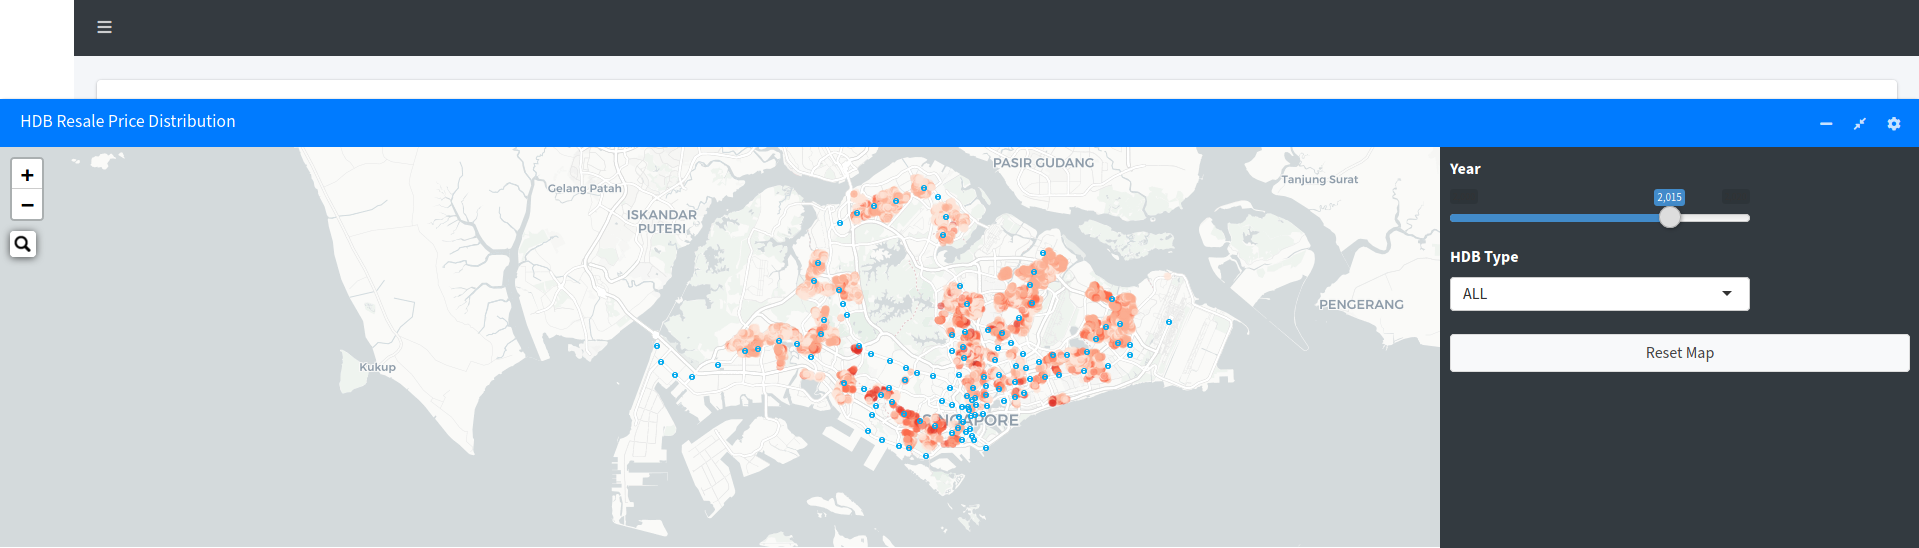 HDB Resale Price Distribution
+
−
Gelang Patah
ISKANDAR
PUTERI
PASIR GUDANG
Tanjung Surat
PENGERANG
Kukup
SINGAPORE
Year
2,015
HDB Type
ALL
Reset Map